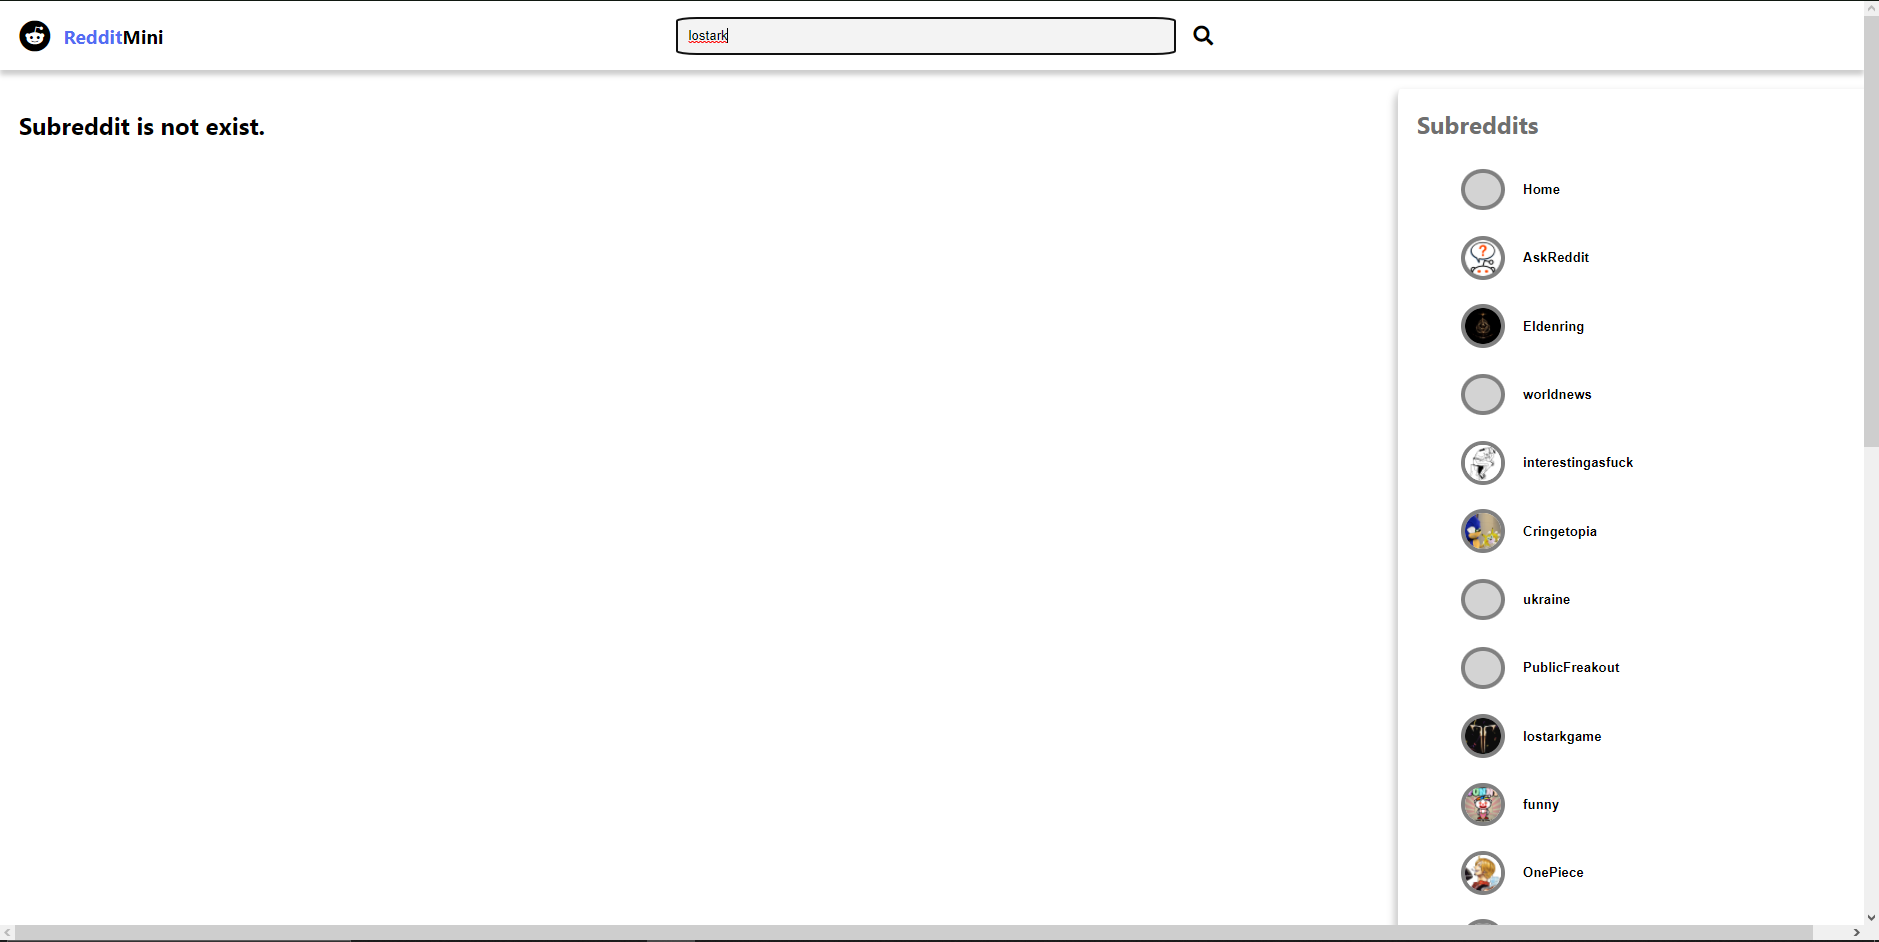 RedditMini
lostark
Subreddit is not exist.
Subreddits
Home
AskReddit
Eldenring
worldnews
interestingasfuck
Cringetopia
ukraine
PublicFreakout
lostarkgame
funny
OnePiece